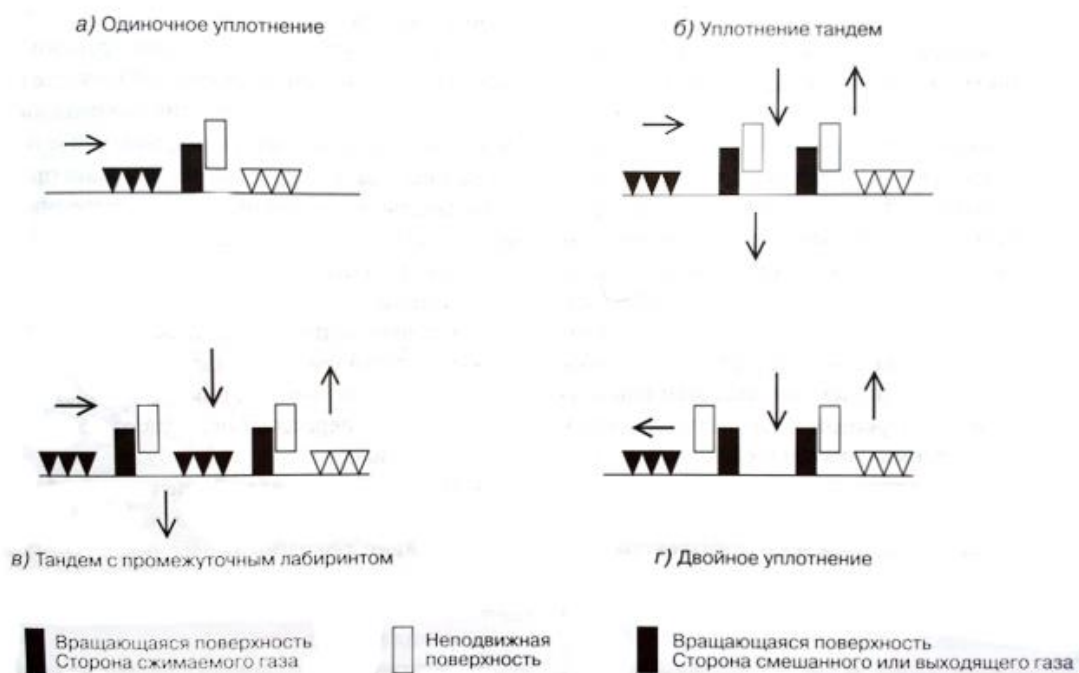 а) Одиночное уплотнение
б) Уплотнение тандем
в) Тандем с промежуточным лабиринтом
г) Двойное уплотнение
Вращающаяся поверхность
Сторона сжимаемого газа
Неподвижная
поверхность
Вращающаяся поверхность
Сторона смешанного или выходящего газа